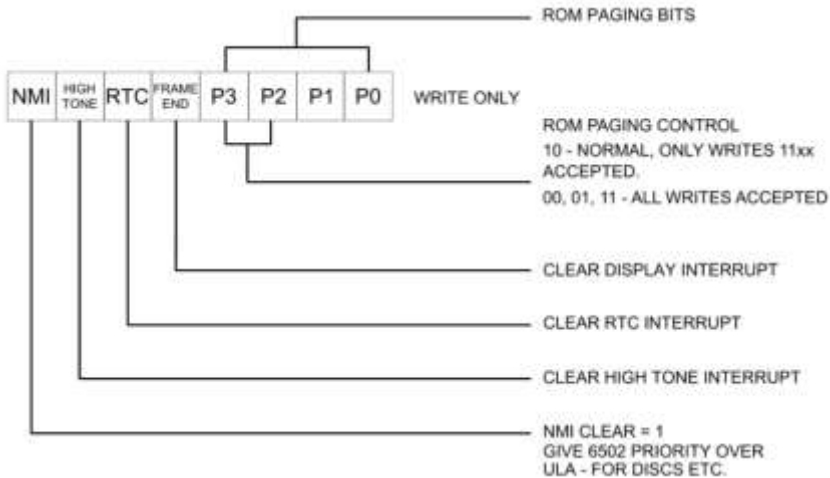 ROM PAGING BITS
NMI HIGH TONE RTC FRAME END P3 P2 P1 P0 WRITE ONLY
ROM PAGING CONTROL
10 - NORMAL, ONLY WRITES 11xx
ACCEPTED.
00, 01, 11 - ALL WRITES ACCEPTED
CLEAR DISPLAY INTERRUPT
CLEAR RTC INTERRUPT
CLEAR HIGH TONE INTERRUPT
NMI CLEAR = 1
GIVE 6502 PRIORITY OVER
ULA - FOR DISCS ETC.